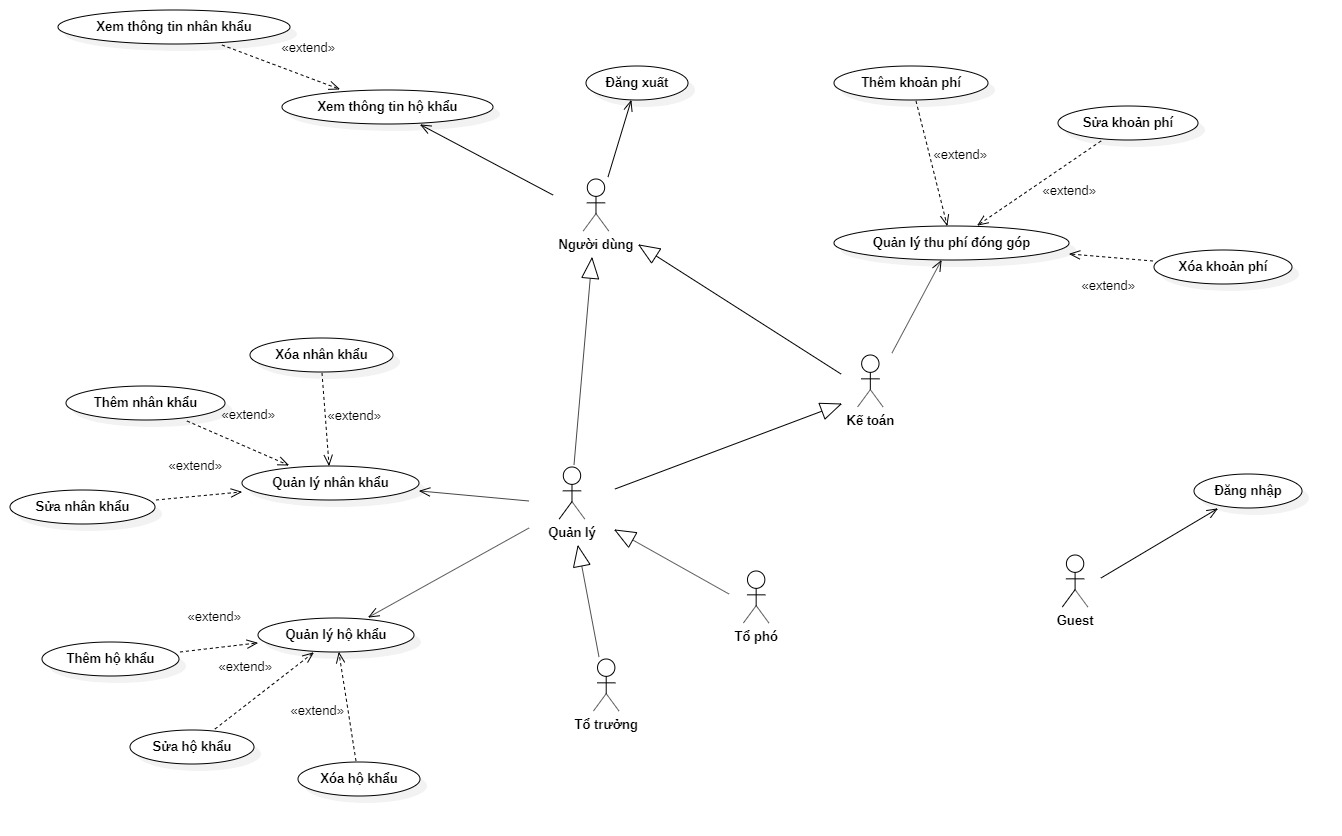 Xem thông tin nhân khẩu
«extend»
Xem thông tin hộ khẩu
Đăng xuất
Thêm khoản phí
Sửa khoản phí
«extend»
«extend»
Người dùng
Quản lý thu phí đóng góp
Xóa khoản phí
«extend»
Xóa nhân khẩu
Thêm nhân khẩu
«extend»
«extend»
Kế toán
«extend»
Quản lý nhân khẩu
Sửa nhân khẩu
Đăng nhập
Quản lý
«extend»
Quản lý hộ khẩu
Tổ phó
Guest
Thêm hộ khẩu
«extend»
«extend»
Tổ trưởng
Sửa hộ khẩu
Xóa hộ khẩu